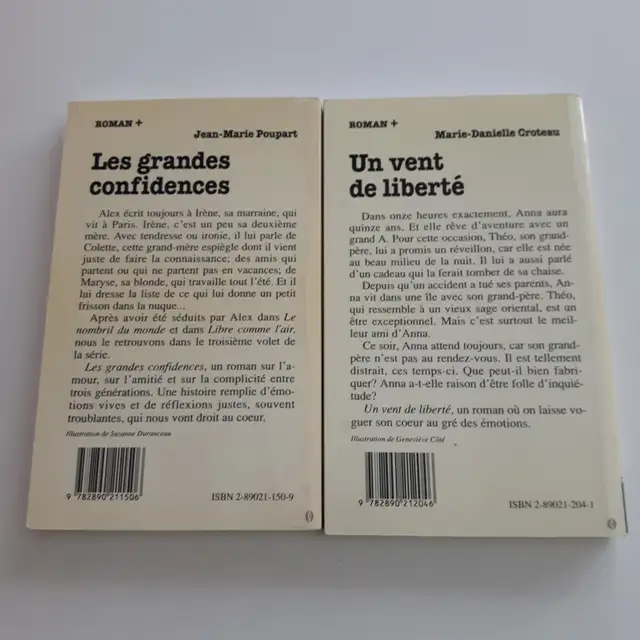 ROMAN +
Jean-Marie Poupart
Les grandes
confidences
Alex écrit toujours à Irène, sa marraine, qui
vit à Paris. Irène, c'est un peu sa deuxième
mère. Avec tendresse ou ironie, il lui parle de
Colette, cette grand-mère espiègle dont il vient
juste de faire la connaissance; des amis qui
partent ou qui ne partent pas en vacances; de
Maryse, sa blonde, qui travaille tout l'été. Et il
lui dresse la liste de ce qui lui donne un petit
frisson dans la nuque...
Après avoir été séduits par Alex dans Le
nombril du monde et dans Libre comme l'air,
nous le retrouvons dans le troisième volet de
la série.
Les grandes confidences, un roman sur l'a-
mour, sur l'amitié et sur la complicité entre
trois générations. Une histoire remplie d'émo-
tions vives et de réflexions justes, souvent
troublantes, qui nous vont droit au coeur.
Illustration de Suzanne Duranceau
9 782890 211506
ISBN 2-89021-150-9
ROMAN +
Marie-Danielle Croteau
Un vent
de liberté
Dans onze heures exactement, Anna aura
quinze ans. Et elle rêve d'aventure avec un
grand A. Pour cette occasion, Théo, son grand-
père, lui a promis un réveillon, car elle est née
au beau milieu de la nuit. Il lui a aussi parlé
d'un cadeau qui la ferait tomber de sa chaise.
Depuis qu'un accident a tué ses parents, An-
na vit dans une île avec son grand-père. Théo,
qui ressemble à un vieux sage oriental, est un
être exceptionnel. Mais c'est surtout le meil-
leur ami d'Anna.
Ce soir, Anna attend toujours, car son grand-
père n'est pas au rendez-vous. Il est tellement
distrait, ces temps-ci. Que peut-il bien fabri-
quer? Anna a-t-elle raison d'être folle d'inquié-
tude?
Un vent de liberté, un roman où on laisse vo-
guer son coeur au gré des émotions.
Illustration de Geneviève Côté
9 782890 212046
ISBN 2-89021-204-1